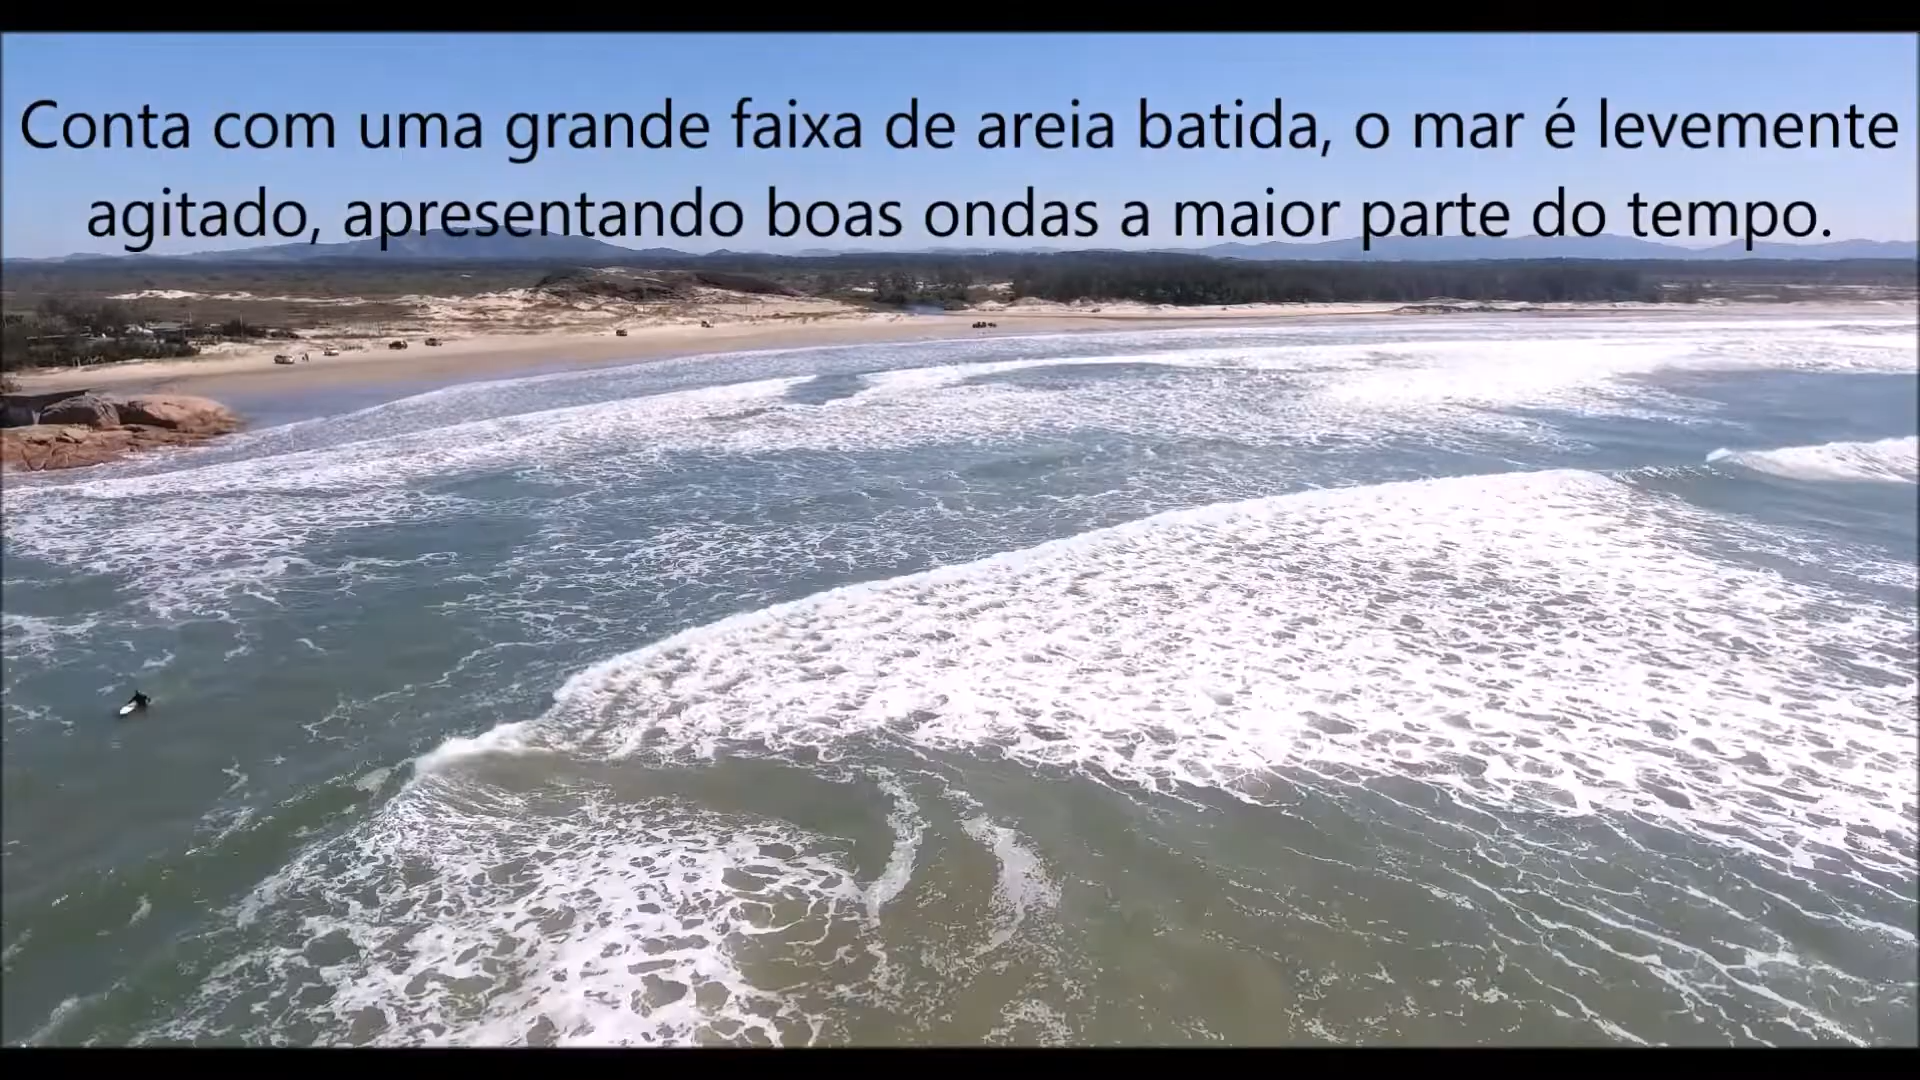 Conta com uma grande faixa de areia batida, o mar é levemente
agitado, apresentando boas ondas a maior parte do tempo.